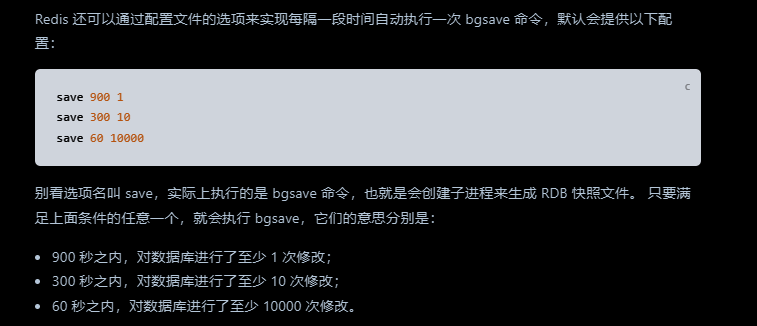 Redis 还可以通过配置文件的选项来实现每隔一段时间自动执行一次 bgsave 命令，默认会提供以下配
置：
c
save 900 1
save 300 10
save 60 10000
别看选项名叫 save，实际上执行的是 bgsave 命令，也就是会创建子进程来生成 RDB 快照文件。 只要满
足上面条件的任意一个，就会执行 bgsave，它们的意思分别是：
• 900 秒之内，对数据库进行了至少 1 次修改；
• 300 秒之内，对数据库进行了至少 10 次修改；
• 60 秒之内，对数据库进行了至少 10000 次修改。